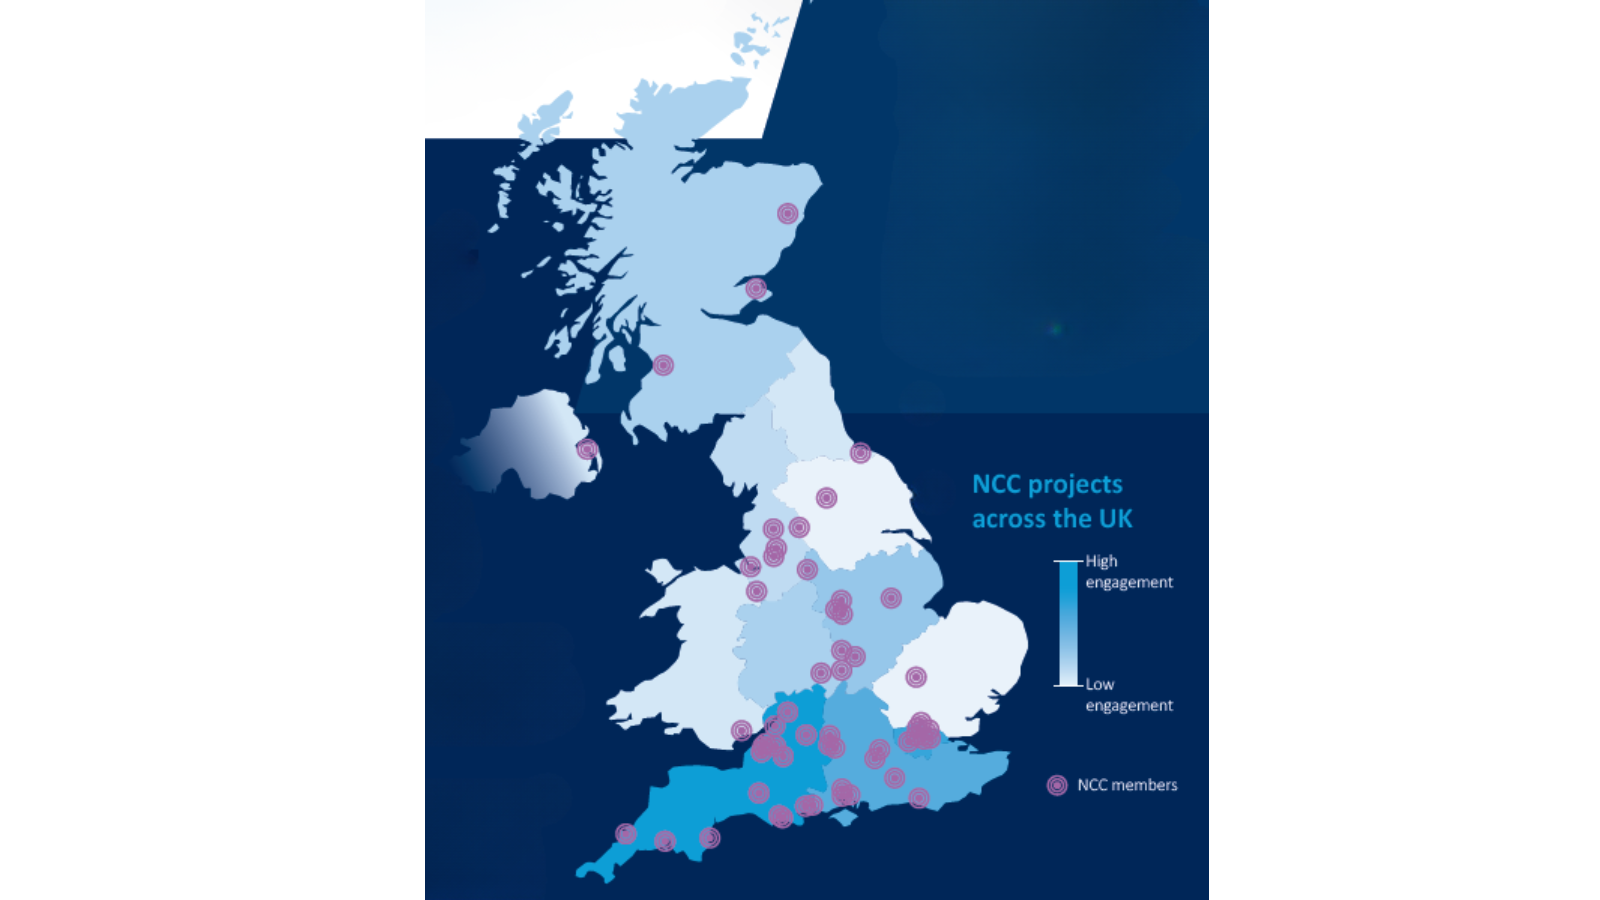 NCC projects
across the UK
High
engagement
Low
engagement
NCC members